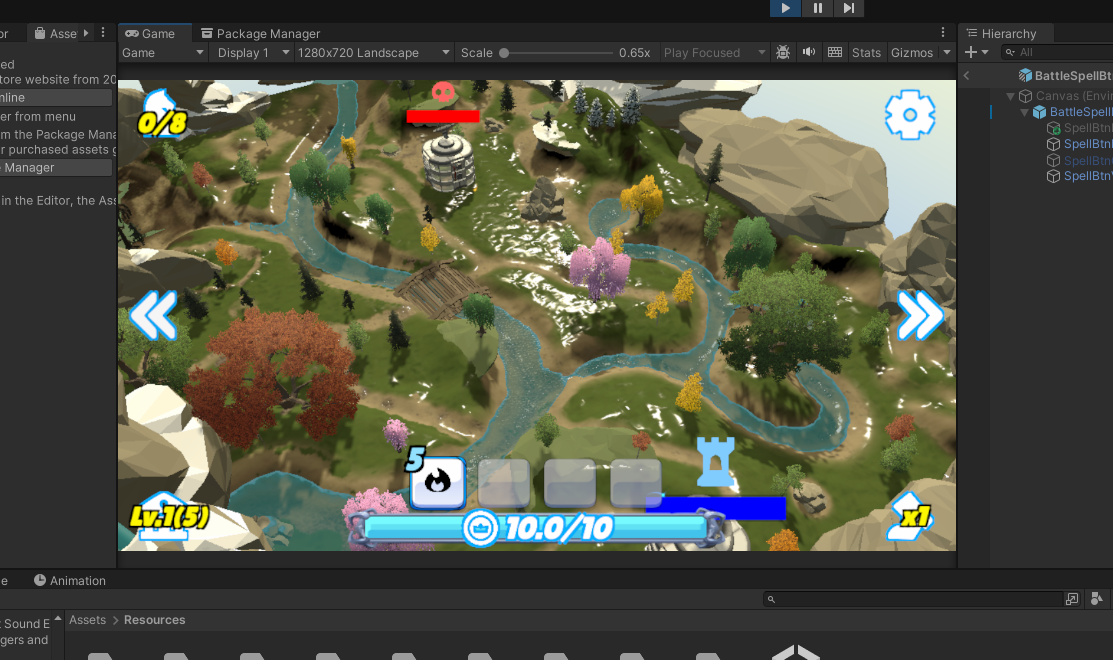 or
Asse
Game
Package Manager
Hierarchy
Game
Display 1
1280x720 Landscape
Scale
0.65x
Play Focused
Stats
Gizmos
All
ed
tore website from 20
nline
er from menu
m the Package Mana
r purchased assets g
Manager
in the Editor, the Ass
BattleSpellBt
Canvas (Envir
BattleSpell
SpellBtn
SpellBtn
SpellBtn
SpellBtn
0/8
5
Lv.1(5)
10.0/10
x1
e
Animation
Sound E
gers and
Assets > Resources